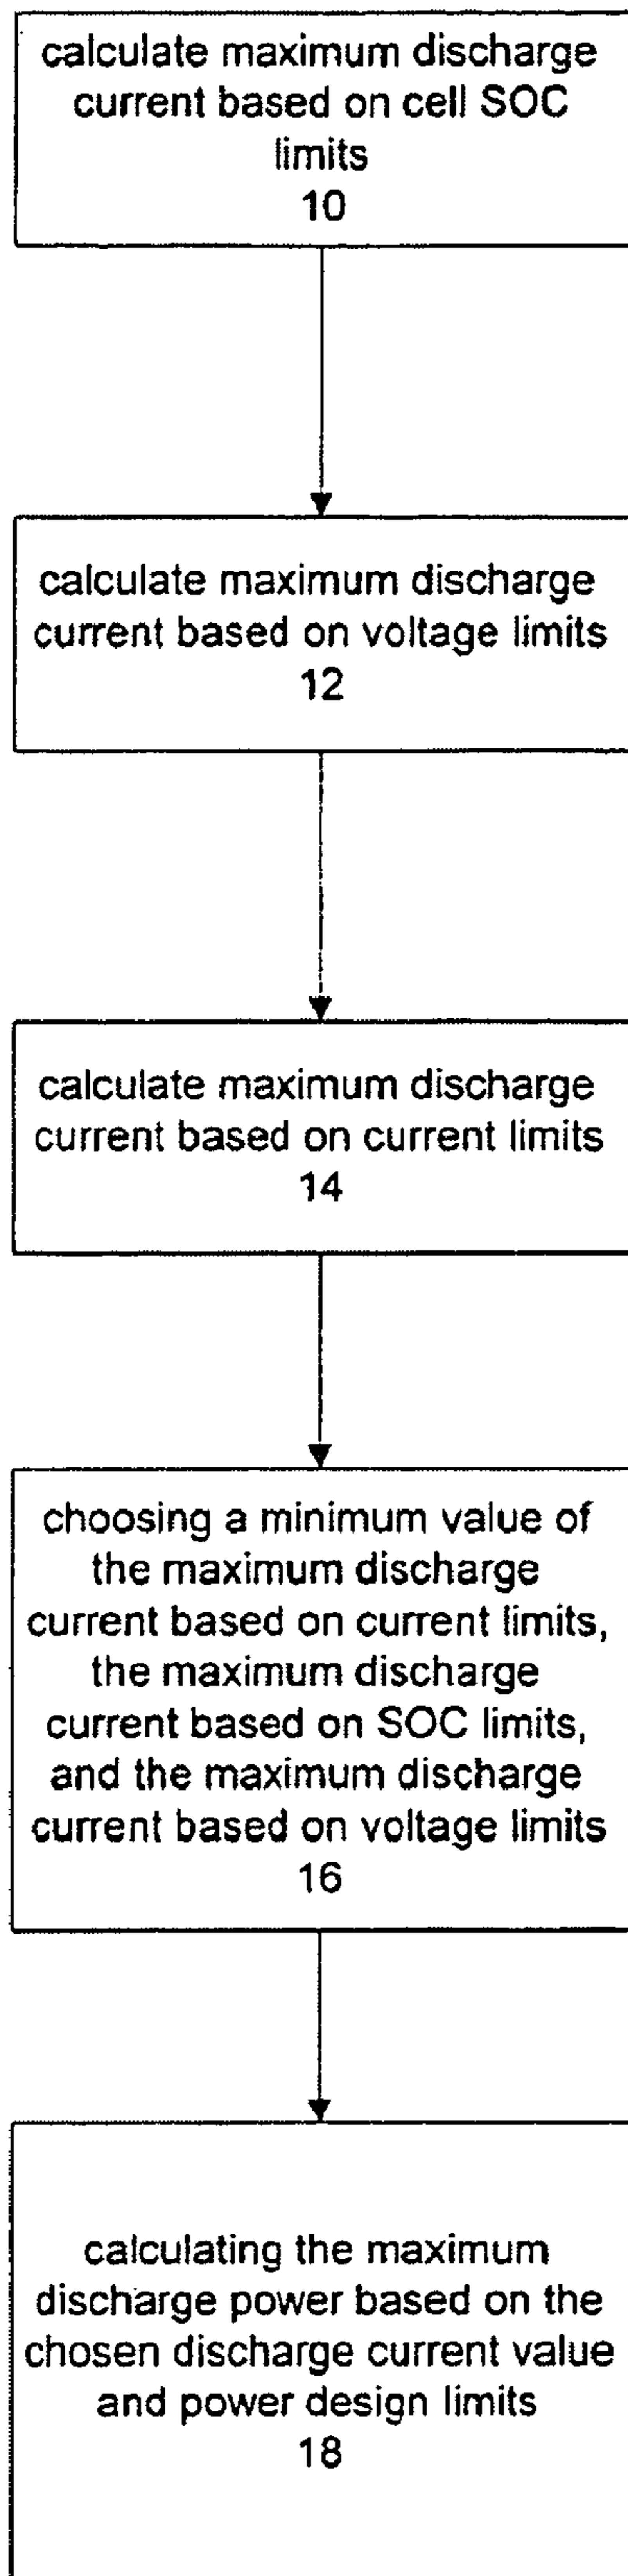 calculate maximum discharge
current based on cell SOC
limits
10
calculate maximum discharge
current based on voltage limits
12
calculate maximum discharge
current based on current limits
14
choosing a minimum value of
the maximum discharge
current based on current limits,
the maximum discharge
current based on SOC limits,
and the maximum discharge
current based on voltage limits
16
calculating the maximum
discharge power based on the
chosen discharge current value
and power design limits
18